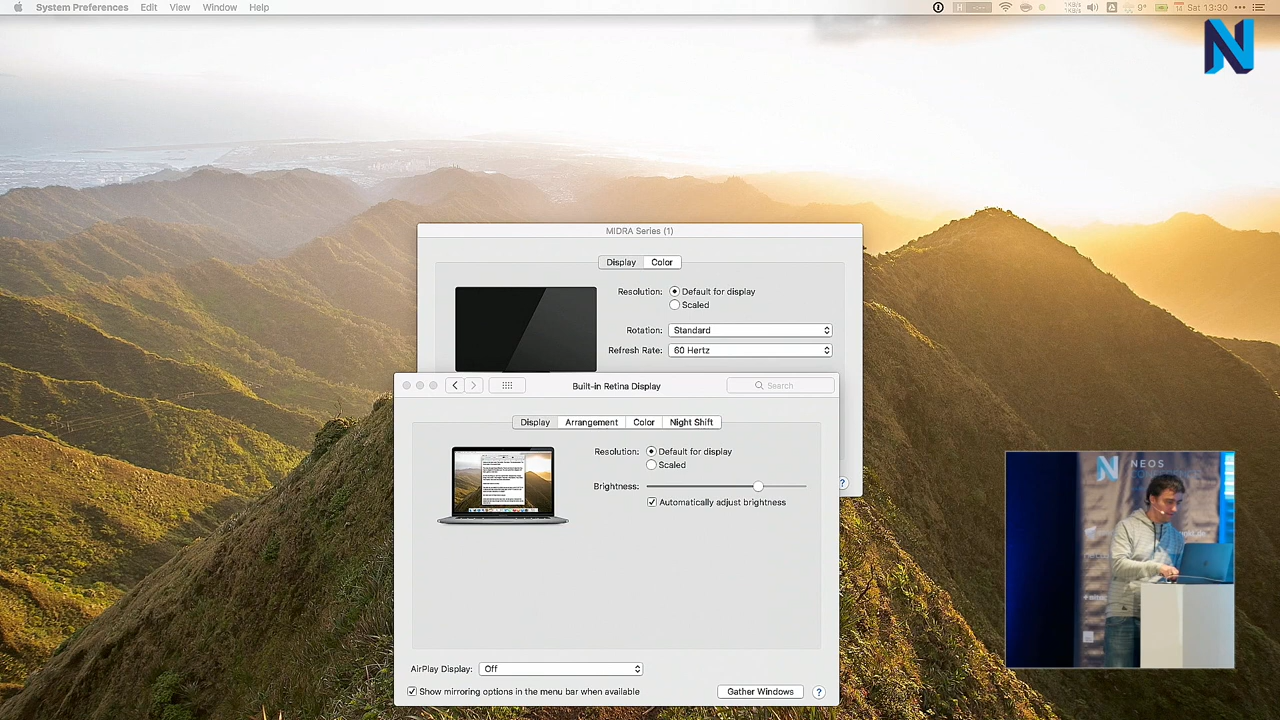 System Preferences Edit View Window Help
9° 14 Sat 13:30
N
MIDRA Series (1)
Display Color
Resolution: Default for display
Scaled
Rotation: Standard
Refresh Rate: 60 Hertz
?
Built-in Retina Display Search
Display Arrangement Color Night Shift
Resolution: Default for display
Scaled
Brightness:
Automatically adjust brightness
AirPlay Display: Off
Show mirroring options in the menu bar when available Gather Windows ?
N NEOS